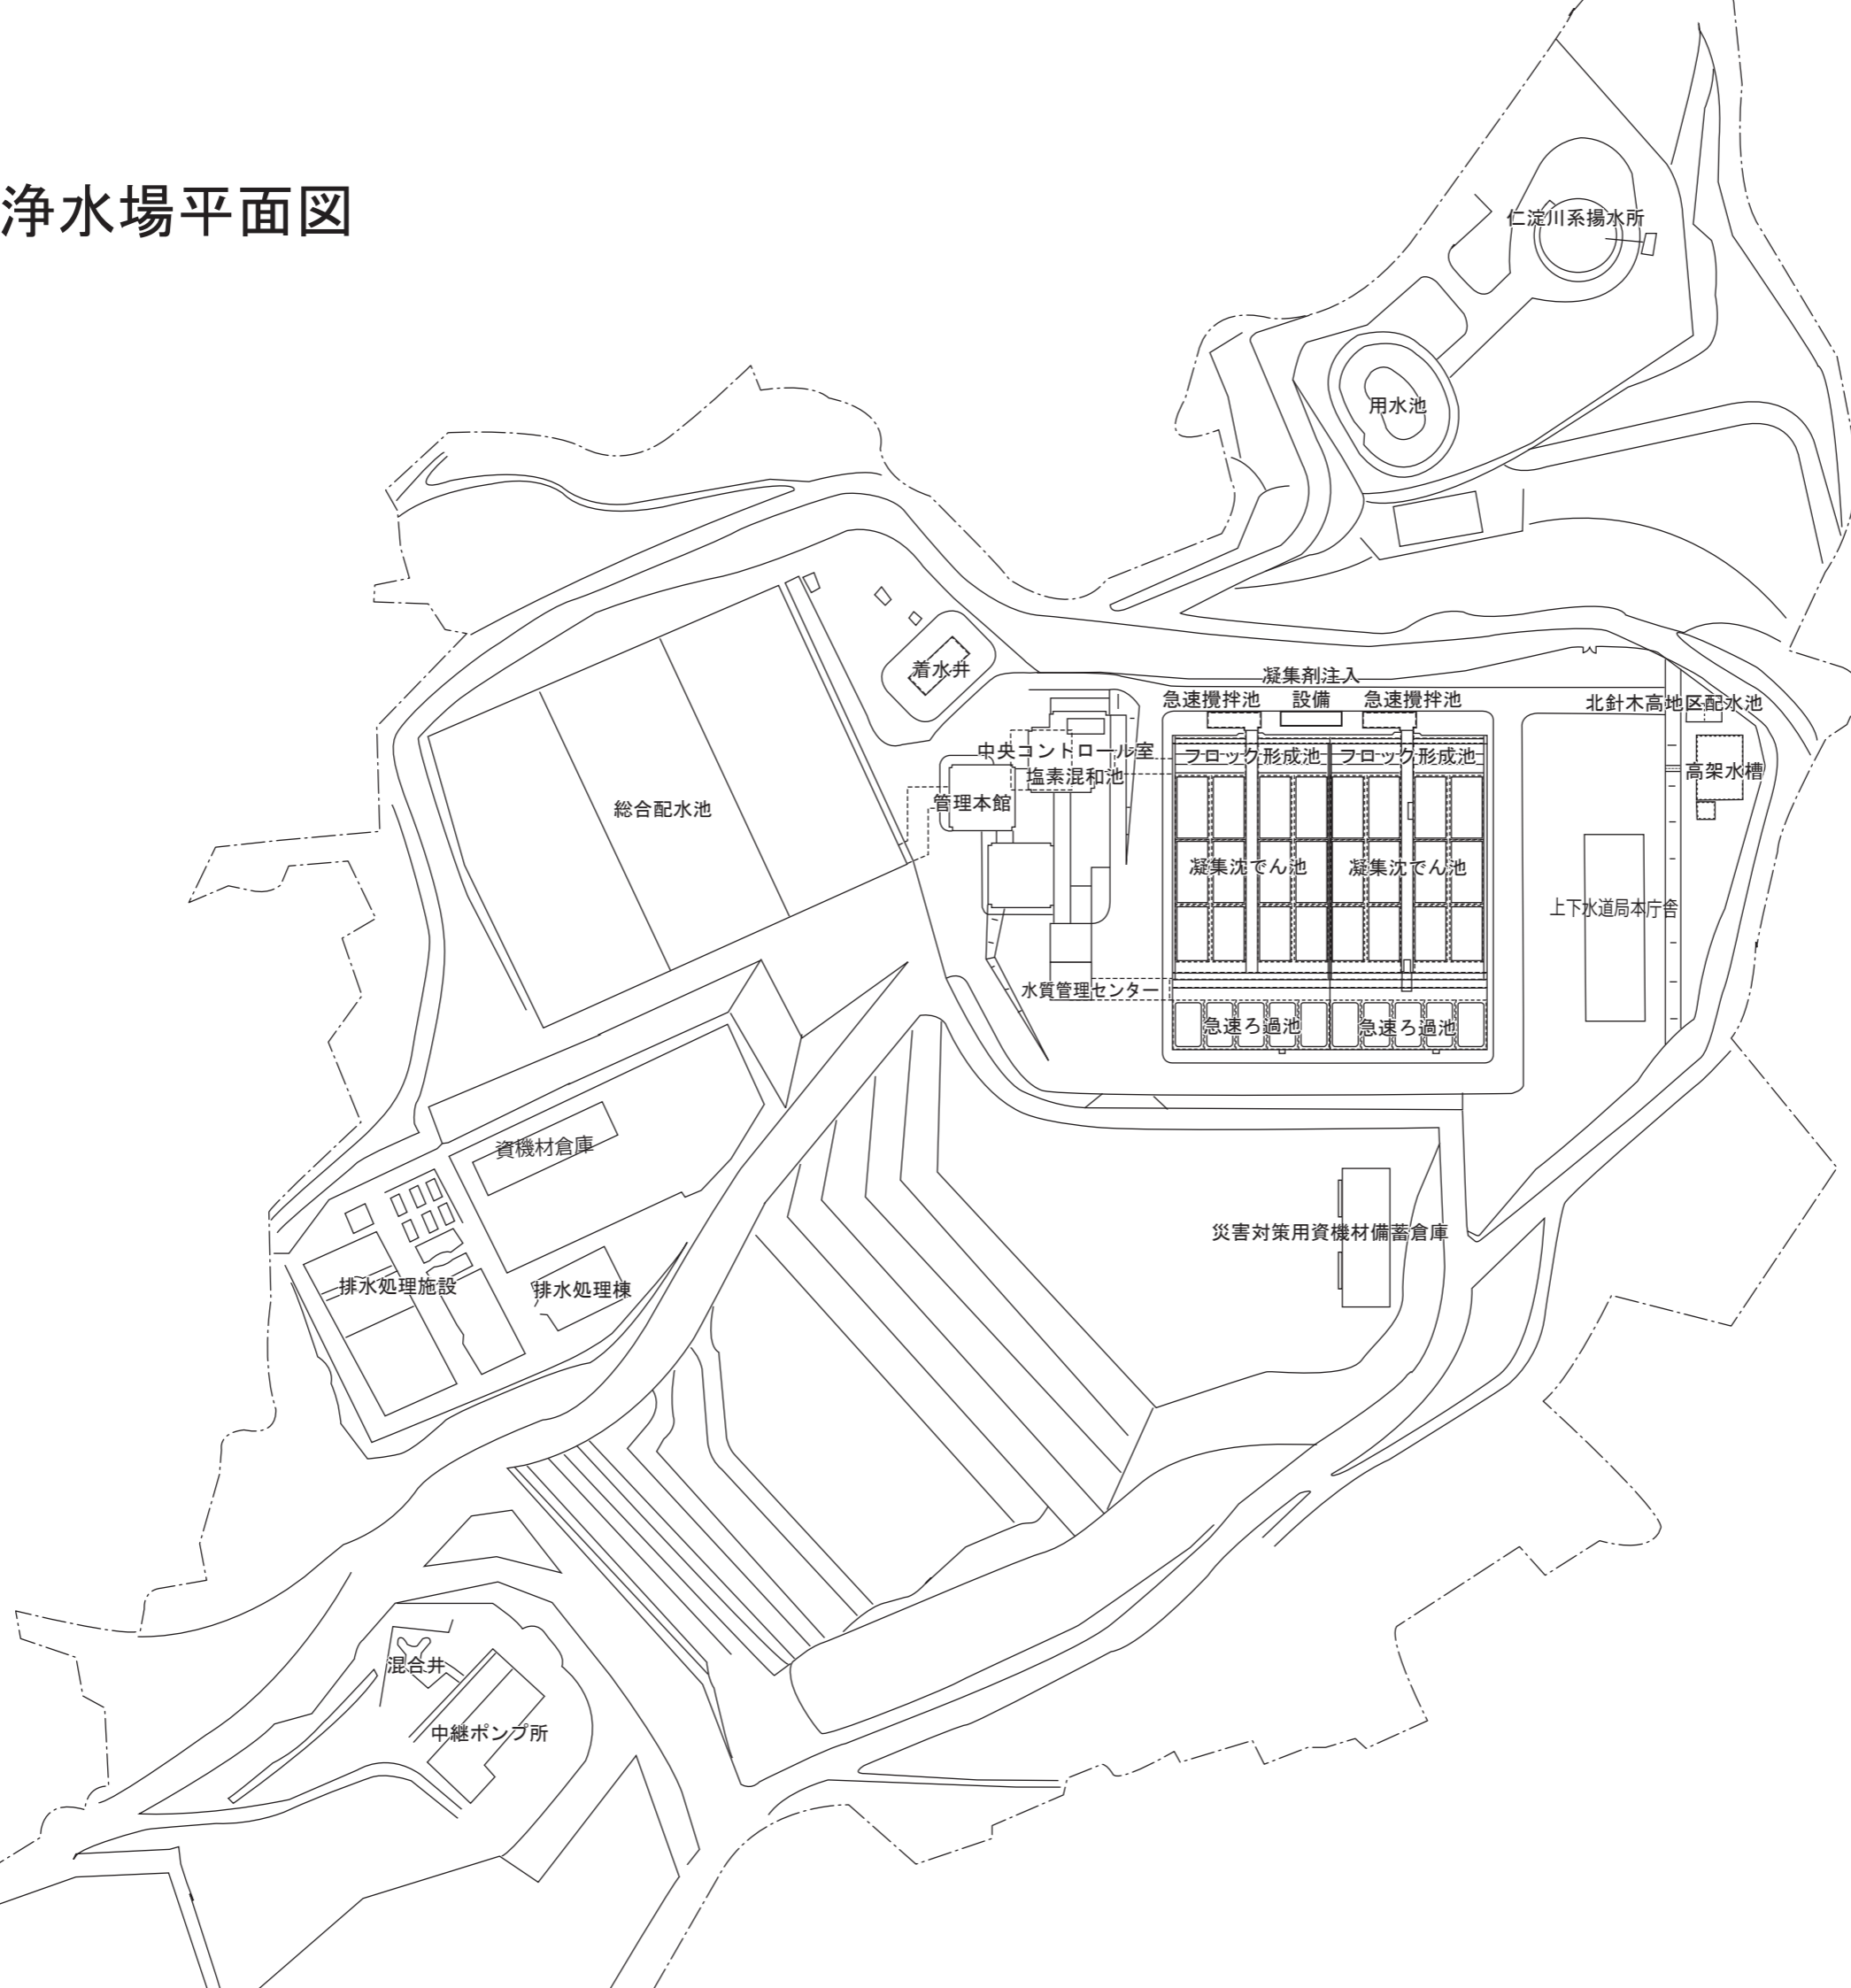 浄水場平面図
仁淀川系揚水所
用水池
着水井
凝集剤注入
設備
急速攪拌池
急速攪拌池
北針木高地区配水池
中央コントロール室
フロック形成池
フロック形成池
塩素混和池
高架水槽
管理本館
総合配水池
凝集沈でん池
凝集沈でん池
上下水道局本庁舎
水質管理センター
急速ろ過池
急速ろ過池
資機材倉庫
災害対策用資機材備蓄倉庫
排水処理施設
排水処理棟
混合井
中継ポンプ所